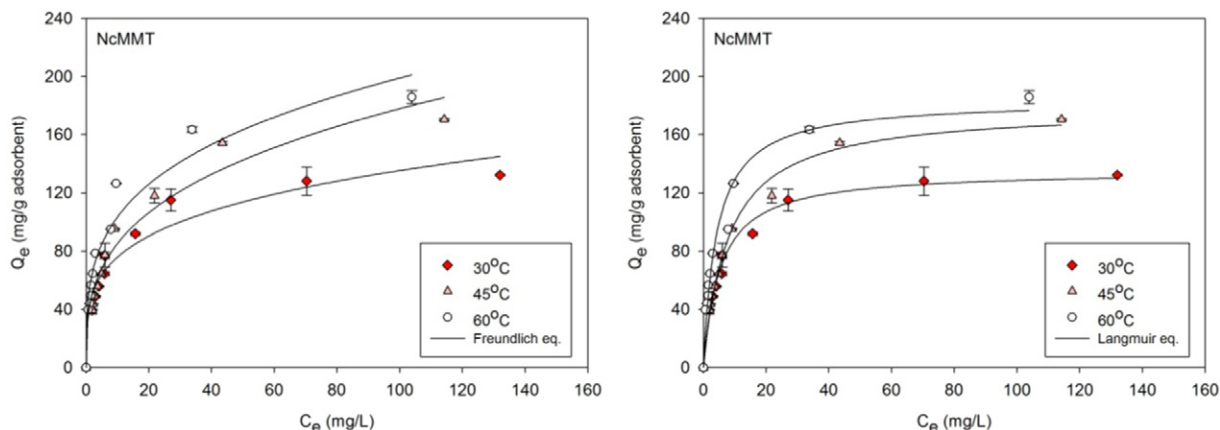 NcMMT
240
200
160
120
80
40
0
Qe (mg/g adsorbent)
30°C
45°C
60°C
Freundlich eq.
0 20 40 60 80 100 120 140 160
Ce (mg/L)
NcMMT
240
200
160
120
80
40
0
Qe (mg/g adsorbent)
30°C
45°C
60°C
Langmuir eq.
0 20 40 60 80 100 120 140 160
Ce (mg/L)